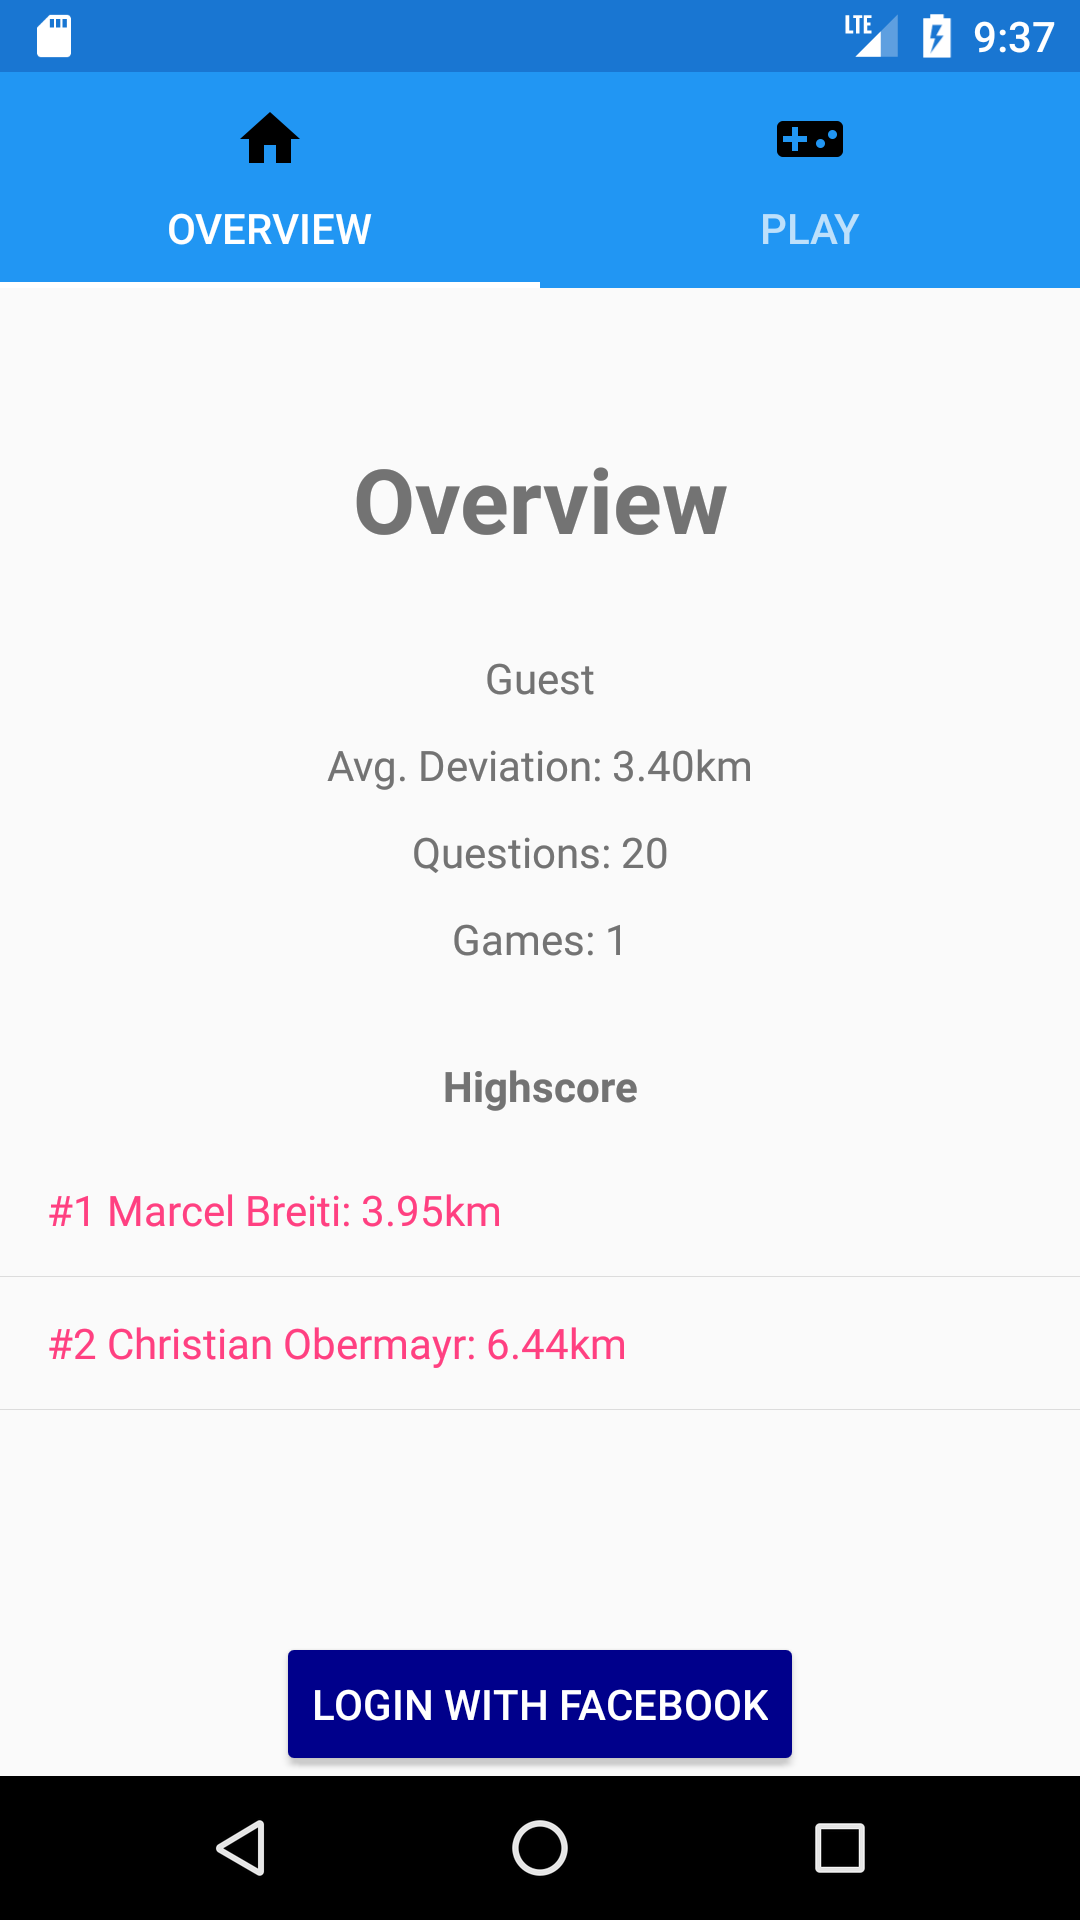 LTE 9:37
OVERVIEW PLAY
Overview
Guest
Avg. Deviation: 3.40km
Questions: 20
Games: 1
Highscore
#1 Marcel Breiti: 3.95km
#2 Christian Obermayr: 6.44km
LOGIN WITH FACEBOOK